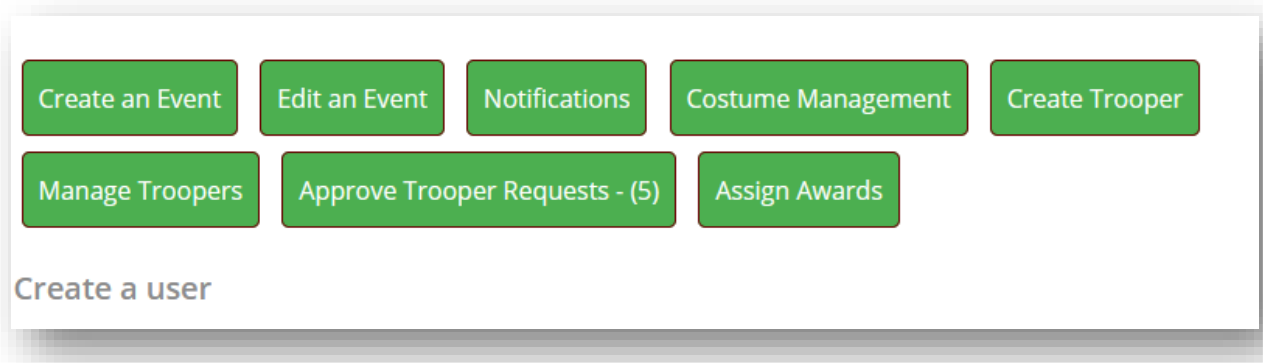 Create an Event Edit an Event Notifications Costume Management Create Trooper
Manage Troopers Approve Trooper Requests - (5) Assign Awards
Create a user